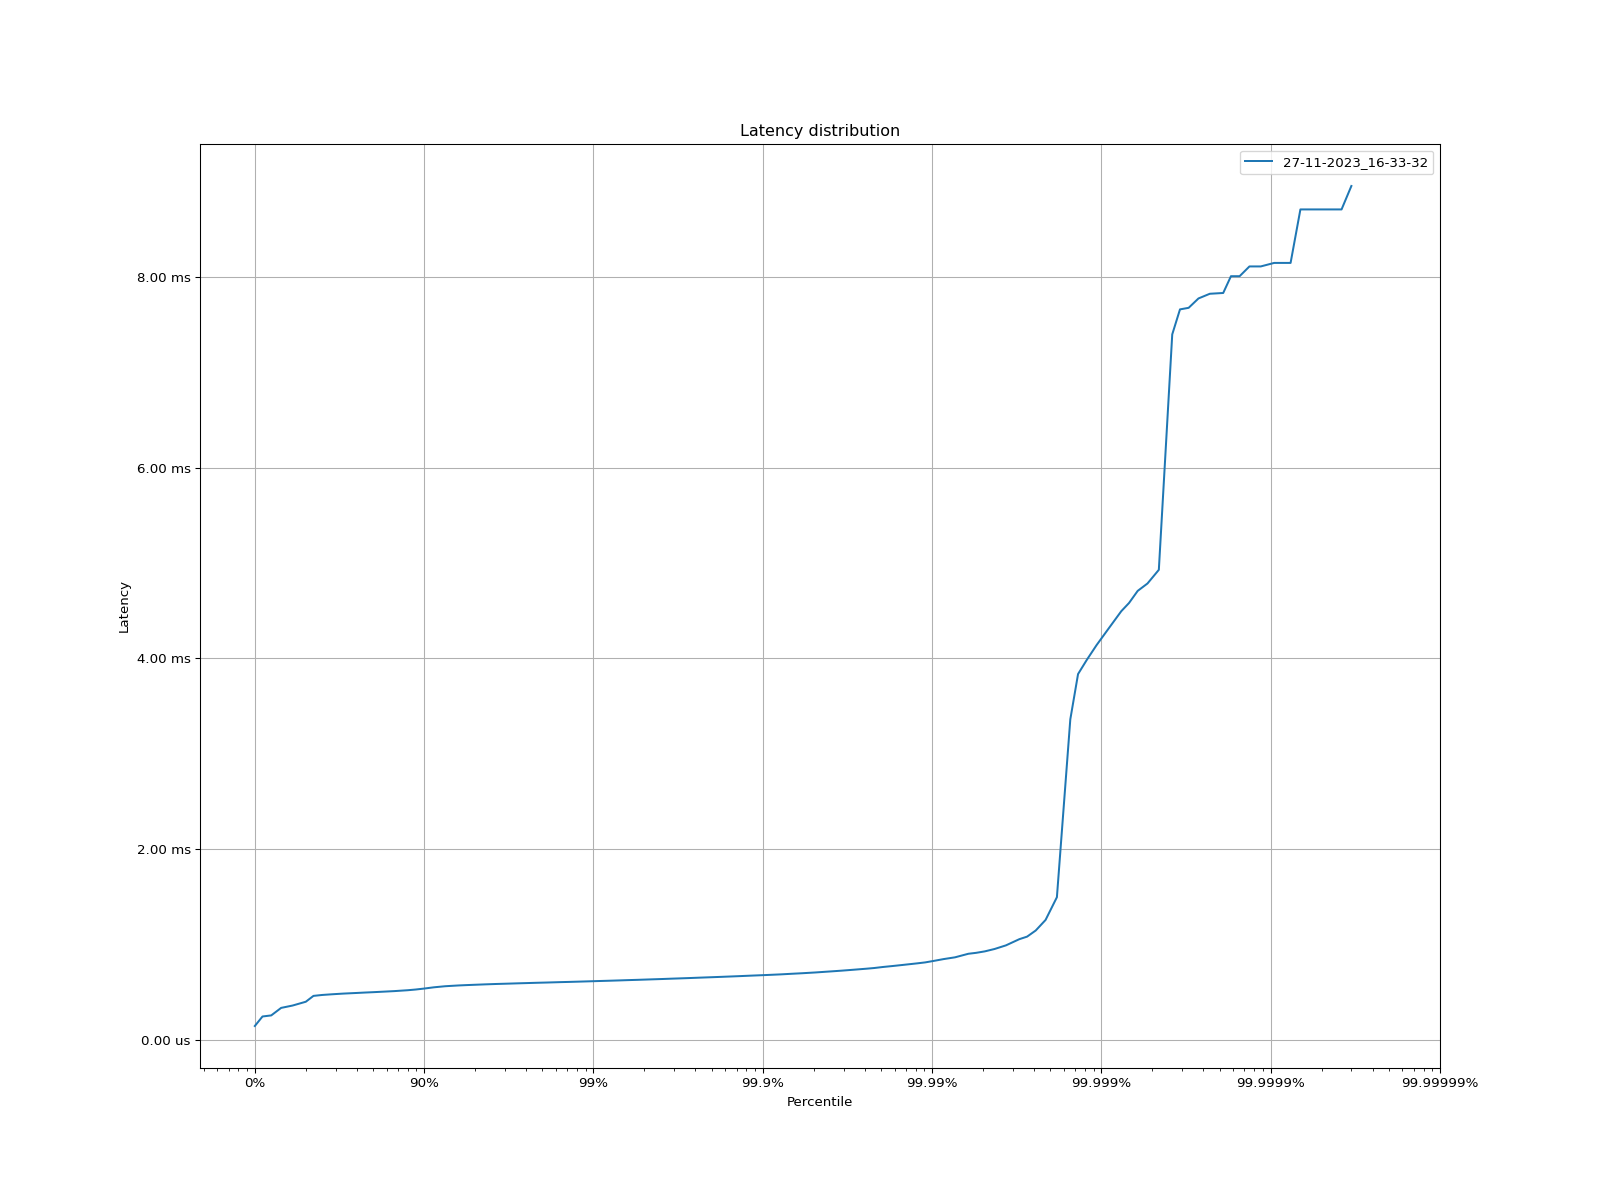 Latency distribution
27-11-2023_16-33-32
8.00 ms
6.00 ms
4.00 ms
2.00 ms
0.00 us
Latency
0% 90% 99% 99.9% 99.99% 99.999% 99.9999% 99.99999%
Percentile